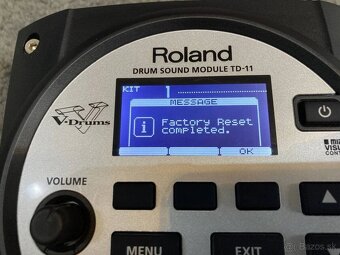 Roland
DRUM SOUND MODULE TD-11
KIT 1
MESSAGE
i Factory Reset
completed.
OK
V-Drums
VOLUME
MENU
EXIT
Bazos.sk